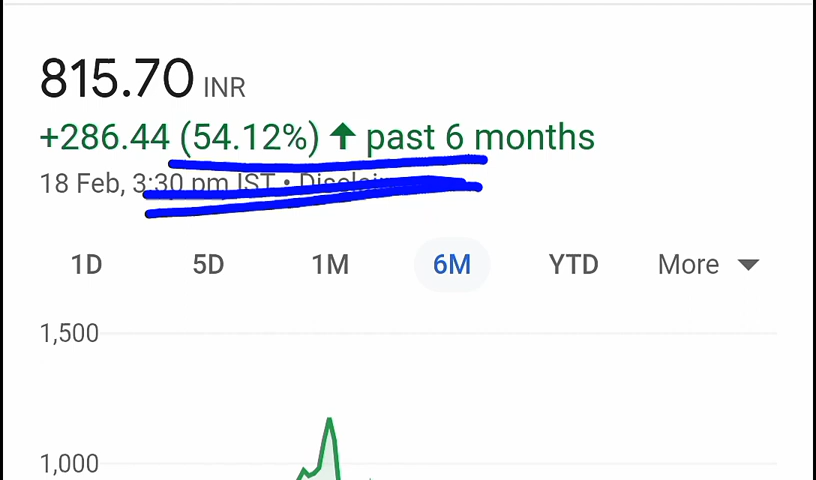 815.70 INR
+286.44 (54.12%) ↑ past 6 months
18 Feb, 3:30 pm IST •
1D 5D 1M 6M YTD More
1,500
1,000